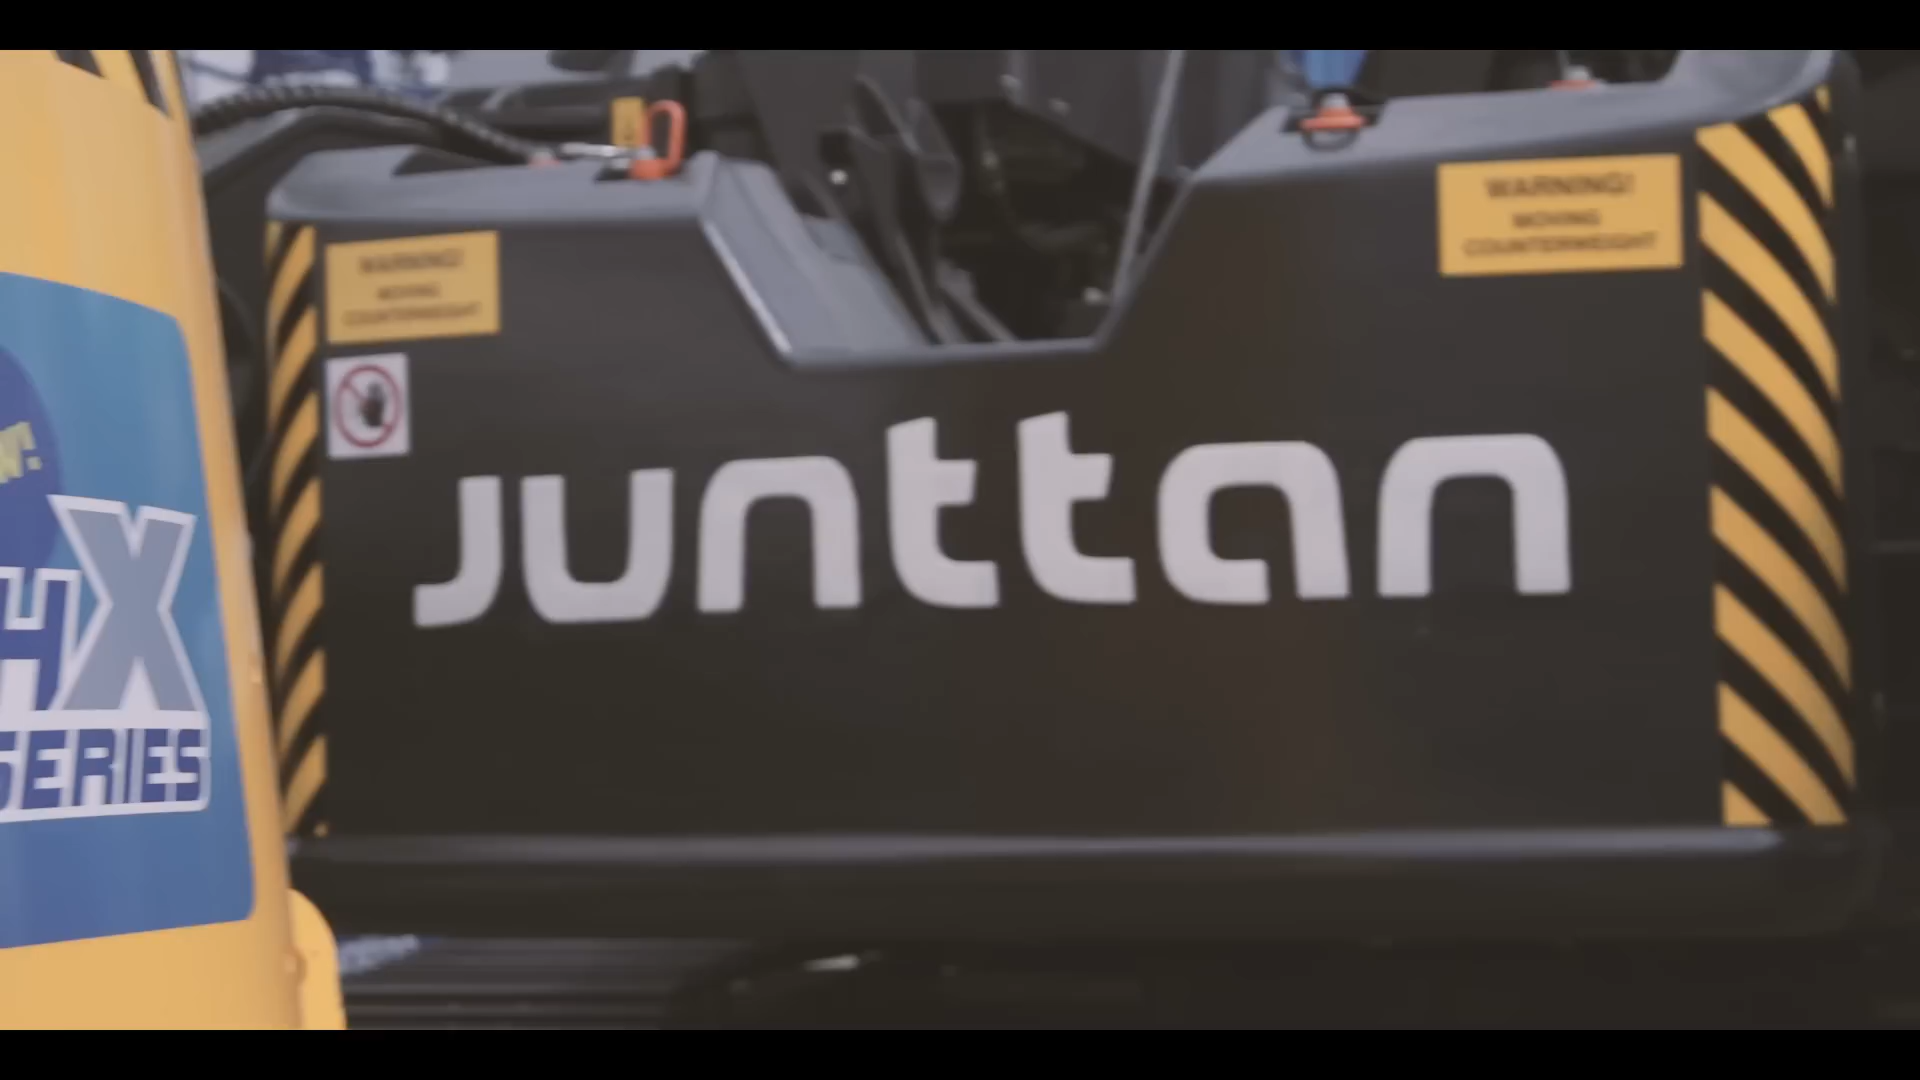 WARNING!
MOVING
COUNTERWEIGHT
WARNING!
MOVING
COUNTERWEIGHT
junttan
HX
SERIES